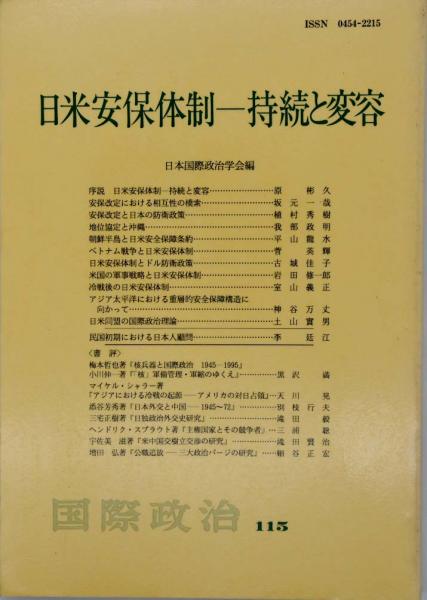 ISSN 0454-2215
日米安保体制―持続と変容
日本国際政治学会編
序説 日米安保体制―持続と変容………………………原 彬久
安保改定における相互性の模索………………………坂元一哉
安保改定と日本の防衛政策………………………植村秀樹
地位協定と沖縄………………………我部政明
朝鮮半島と日米安全保障条約………………………平山龍水
ベトナム戦争と日米安保体制………………………菅 英輝
日米安保体制とドル防衛政策………………………古城佳子
米国の軍事戦略と日米安保体制………………………岩田修一郎
冷戦後の日米安保体制………………………室山義正
アジア太平洋における重層的安全保障構造に
向かって………………………神谷万丈
日米同盟の国際政治理論………………………土山實男
民国初期における日本人顧問………………………李 廷江
〈書 評〉
梅本哲也著『核兵器と国際政治 1945―1995』
小川伸一著『「核」軍備管理・軍縮のゆくえ』………黒沢 満
マイケル・シャラー著
『アジアにおける冷戦の起源――アメリカの対日占領』…天川 晃
添谷芳秀著『日本外交と中国――1945~72』………別枝行夫
三宅正樹著『日独政治外交史研究』………滝田 毅
ヘンドリク・スプラウト著『主権国家とその競争者』…三浦 聡
宇佐美 滋著『米中国交樹立交渉の研究』………滝田賢治
増田 弘著『公職追放――三大政治パージの研究』……細谷正宏
国際政治 115